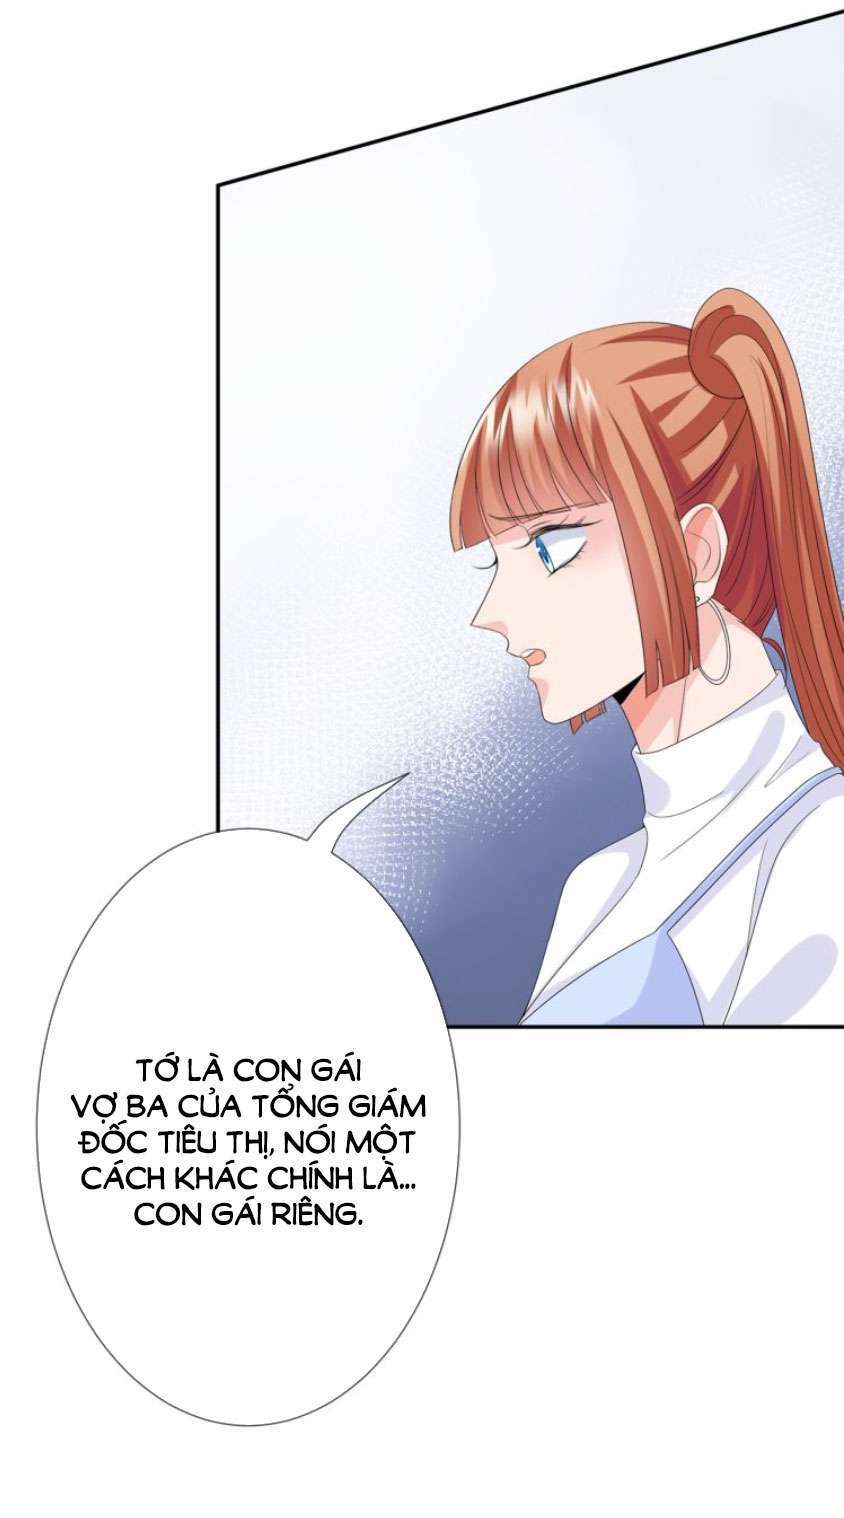 TỚ LÀ CON GÁI
VỢ BA CỦA TỔNG GIÁM
ĐỐC TIÊU THỊ, NÓI MỘT
CÁCH KHÁC CHÍNH LÀ...
CON GÁI RIÊNG.